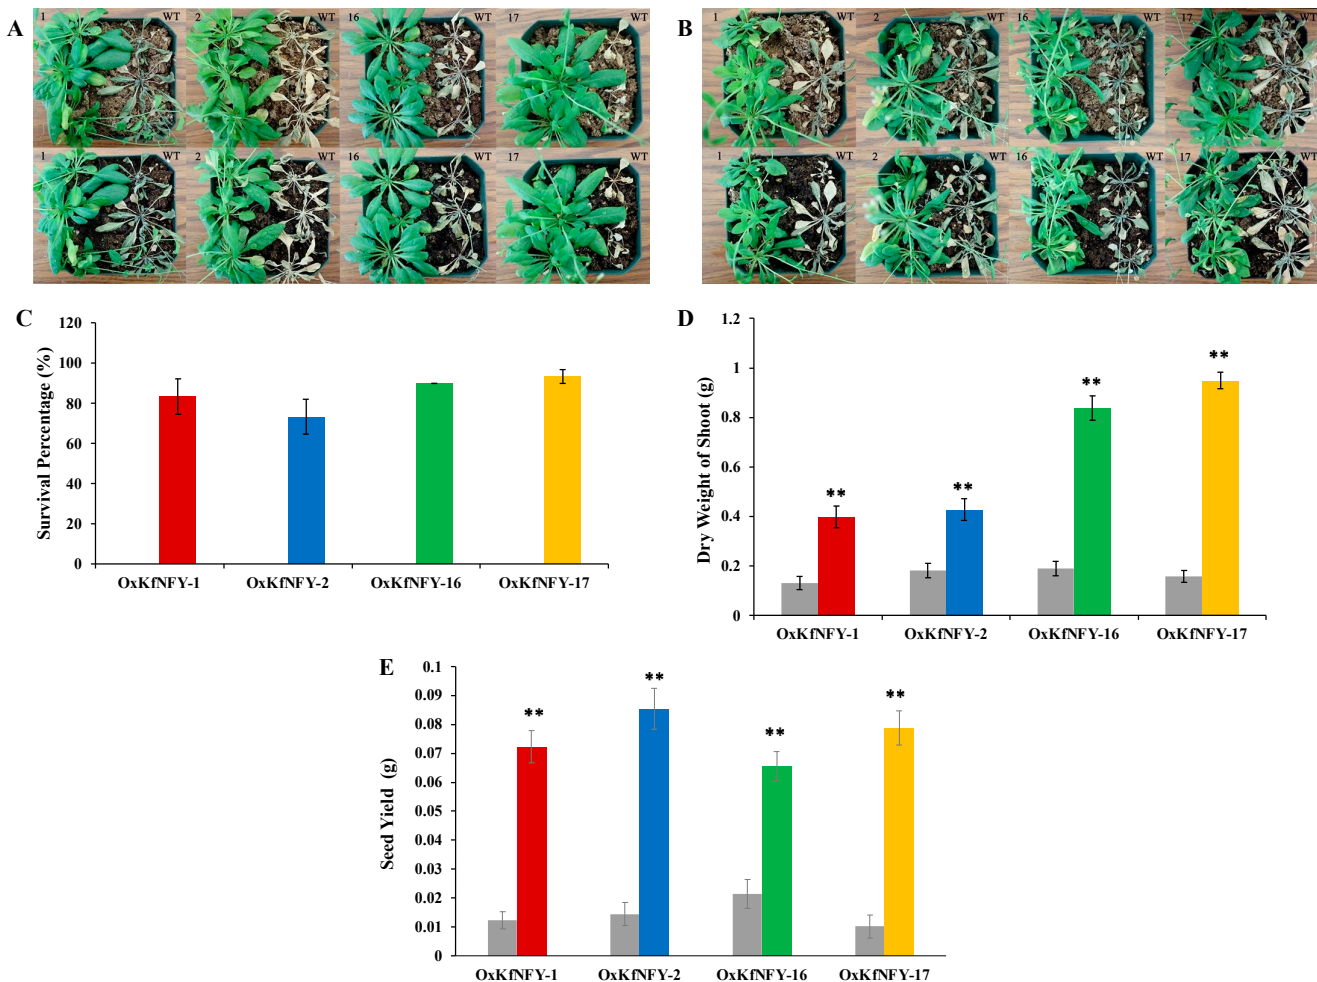 A
1 WT 2 WT 16 WT 17 WT
1 WT 2 WT 16 WT 17 WT
B
1 WT 2 WT 16 WT 17 WT
1 WT 2 WT 16 WT 17 WT
C
Survival Percentage (%)
120
100
80
60
40
20
0
OxKfNFY-1 OxKfNFY-2 OxKfNFY-16 OxKfNFY-17
D
Dry Weight of Shoot (g)
1.2
1
0.8
0.6
0.4
0.2
0
** ** ** **
OxKfNFY-1 OxKfNFY-2 OxKfNFY-16 OxKfNFY-17
E
Seed Yield (g)
0.1
0.09
0.08
0.07
0.06
0.05
0.04
0.03
0.02
0.01
0
** ** ** **
OxKfNFY-1 OxKfNFY-2 OxKfNFY-16 OxKfNFY-17